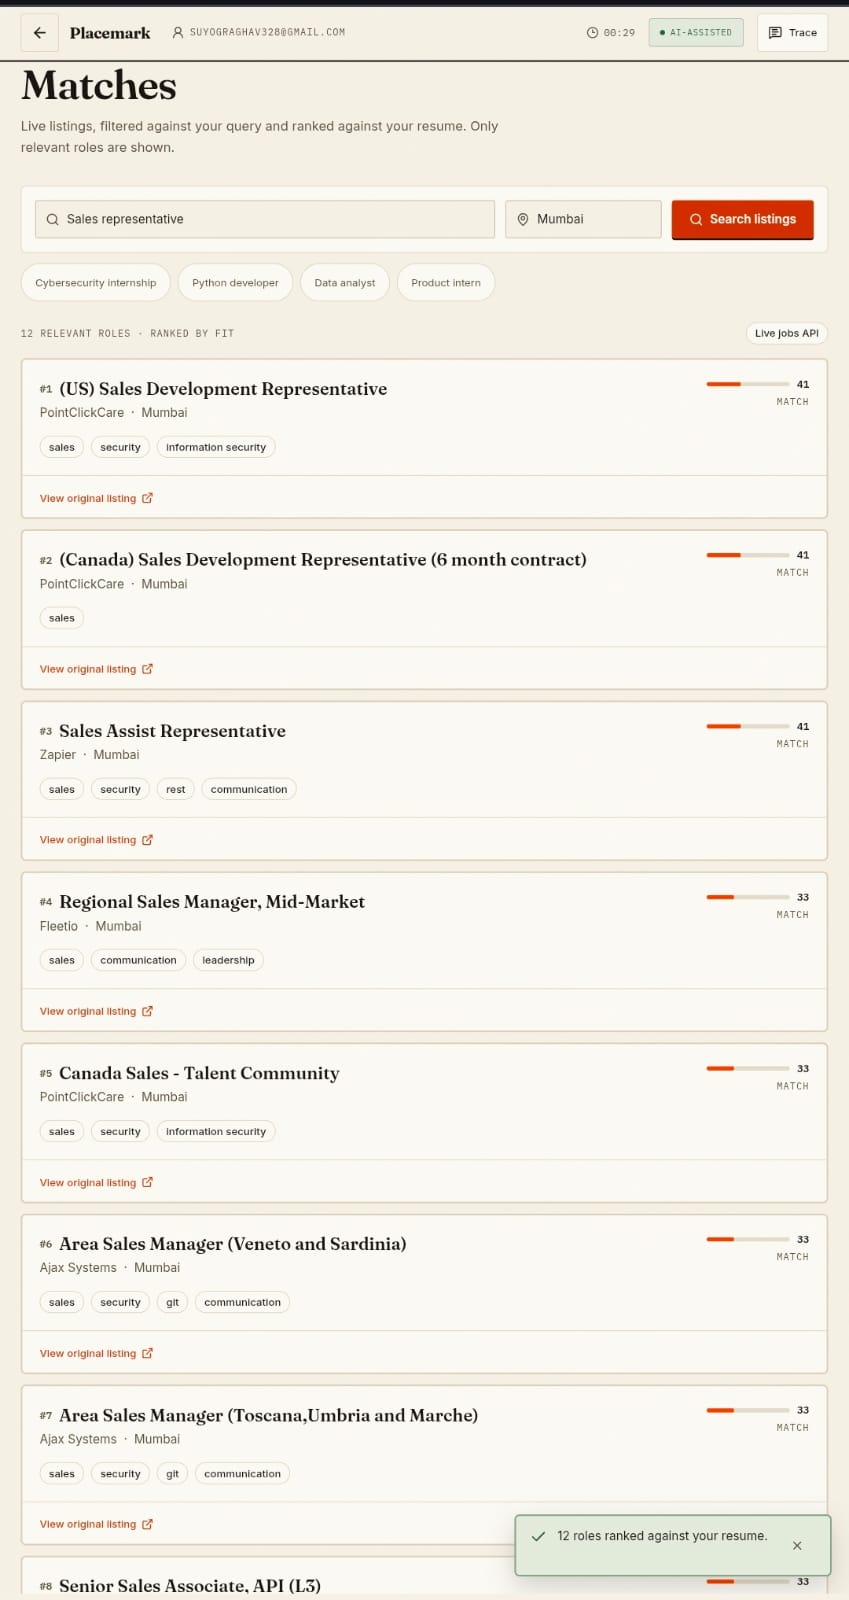 Placemark
SUYOGRAGHAV328@GMAIL.COM
00:29
AI-ASSISTED
Trace
Matches
Live listings, filtered against your query and ranked against your resume. Only
relevant roles are shown.
Sales representative
Mumbai
Search listings
Cybersecurity internship
Python developer
Data analyst
Product intern
12 RELEVANT ROLES · RANKED BY FIT
Live jobs API
#1 (US) Sales Development Representative
41
PointClickCare · Mumbai
MATCH
sales
security
information security
View original listing
#2 (Canada) Sales Development Representative (6 month contract)
41
PointClickCare · Mumbai
MATCH
sales
View original listing
#3 Sales Assist Representative
41
Zapier · Mumbai
MATCH
sales
security
rest
communication
View original listing
#4 Regional Sales Manager, Mid-Market
33
Fleetio · Mumbai
MATCH
sales
communication
leadership
View original listing
#5 Canada Sales - Talent Community
33
PointClickCare · Mumbai
MATCH
sales
security
information security
View original listing
#6 Area Sales Manager (Veneto and Sardinia)
33
Ajax Systems · Mumbai
MATCH
sales
security
git
communication
View original listing
#7 Area Sales Manager (Toscana,Umbria and Marche)
33
Ajax Systems · Mumbai
MATCH
sales
security
git
communication
View original listing
12 roles ranked against your resume.
#8 Senior Sales Associate, API (L3)
33